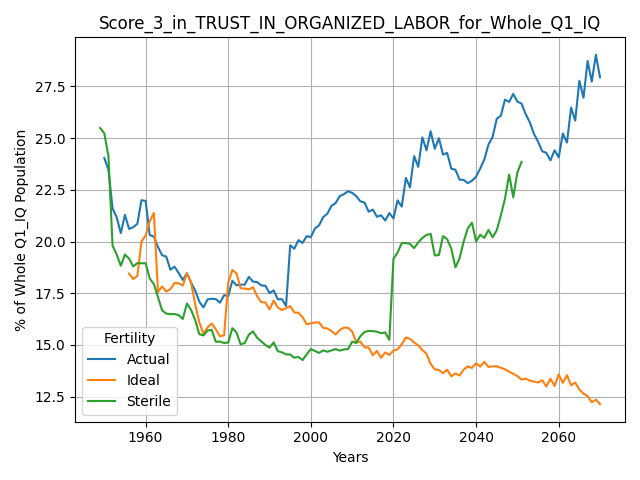 Score_3_in_TRUST_IN_ORGANIZED_LABOR_for_Whole_Q1_IQ
% of Whole Q1_IQ Population
27.5
25.0
22.5
20.0
17.5
15.0
12.5
Fertility
Actual
Ideal
Sterile
1960 1980 2000 2020 2040 2060
Years